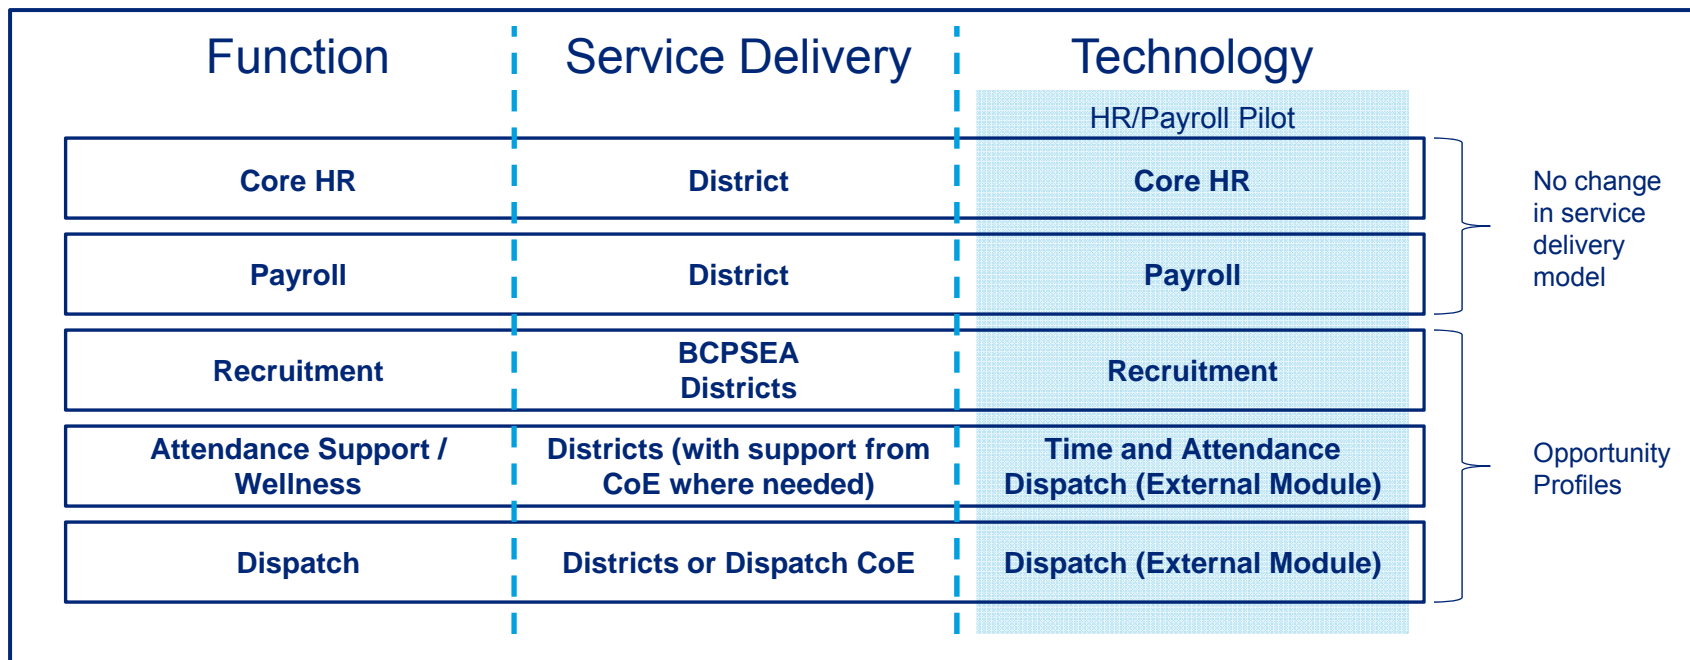 Function
Service Delivery
Technology
HR/Payroll Pilot
Core HR
District
Core HR
Payroll
District
Payroll
No change
in service
delivery
model
Recruitment
BCPSEA
Districts
Recruitment
Attendance Support /
Wellness
Districts (with support from
CoE where needed)
Time and Attendance
Dispatch (External Module)
Dispatch
Districts or Dispatch CoE
Dispatch (External Module)
Opportunity
Profiles